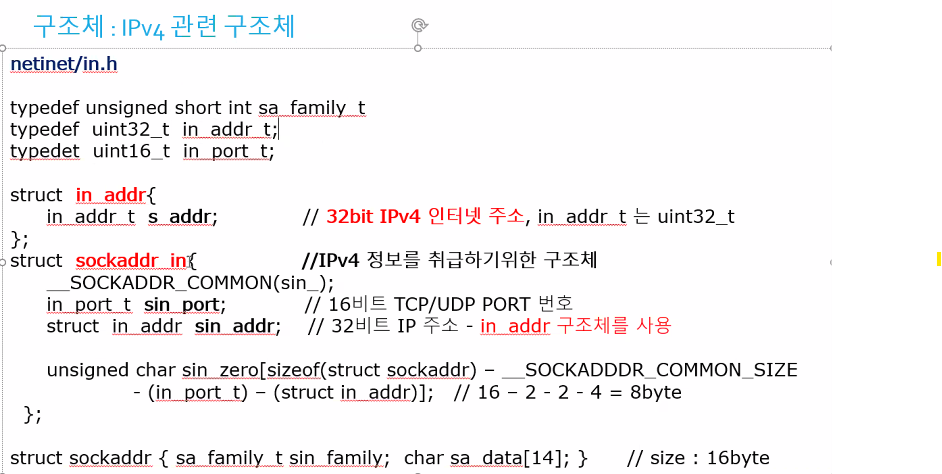 구조체 : IPv4 관련 구조체
netinet/in.h
typedef unsigned short int sa_family_t
typedef uint32_t in_addr_t;
typedet uint16_t in_port_t;
struct in_addr{
in_addr_t s_addr; // 32bit IPv4 인터넷 주소, in_addr_t 는 uint32_t
};
struct sockaddr_in{ //IPv4 정보를 취급하기위한 구조체
__SOCKADDR_COMMON(sin_);
in_port_t sin_port; // 16비트 TCP/UDP PORT 번호
struct in_addr sin_addr; // 32비트 IP 주소 - in_addr 구조체를 사용
unsigned char sin_zero[sizeof(struct sockaddr) – __SOCKADDDR_COMMON_SIZE
- (in_port_t) – (struct in_addr)]; // 16 – 2 - 2 - 4 = 8byte
};
struct sockaddr { sa_family_t sin_family; char sa_data[14]; } // size : 16byte